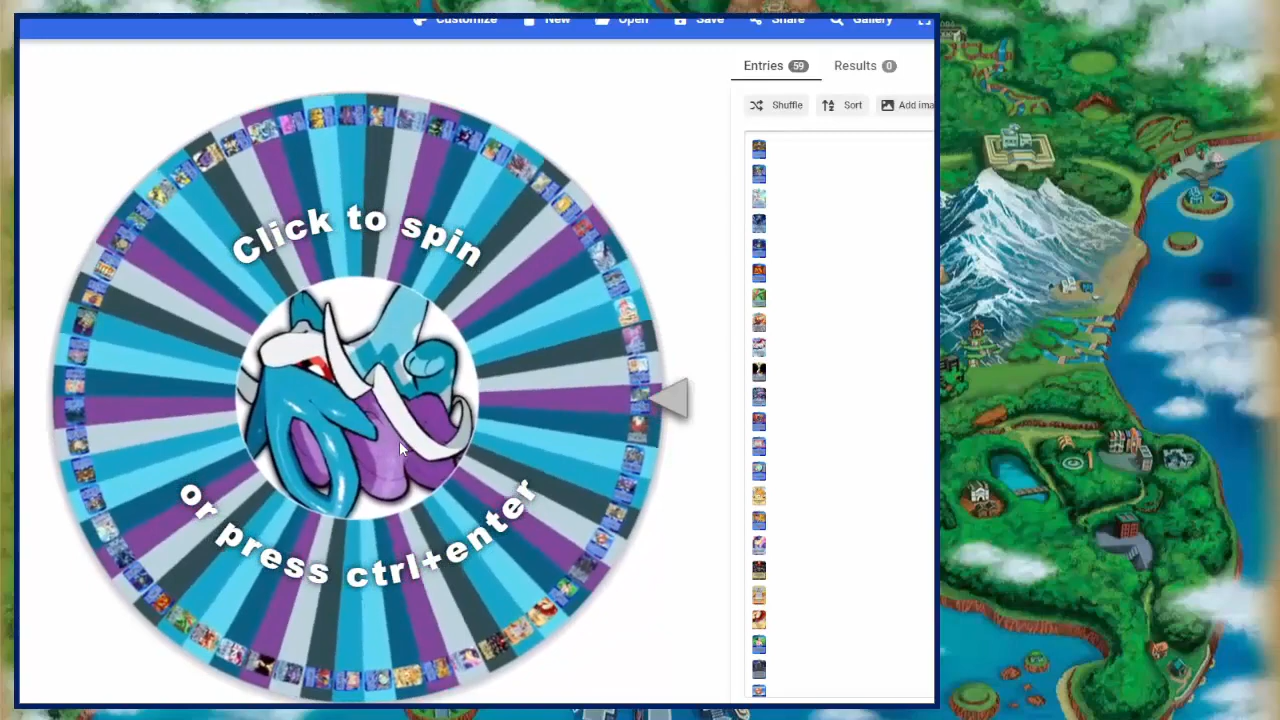 Customize New Open Save Share Gallery
Entries 59 Results 0
Shuffle Sort Add ima
Click to spin
or press ctrl+enter